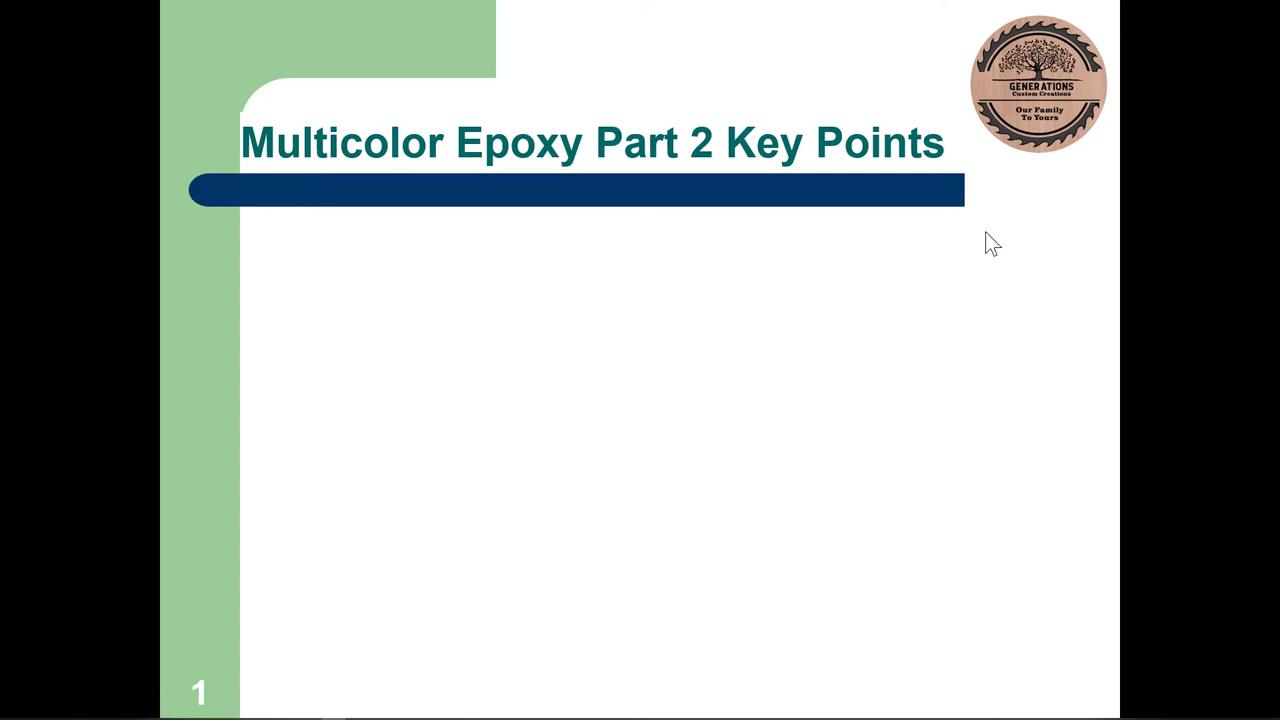 GENERATIONS
Custom Creations
Our Family
To Yours
Multicolor Epoxy Part 2 Key Points
1